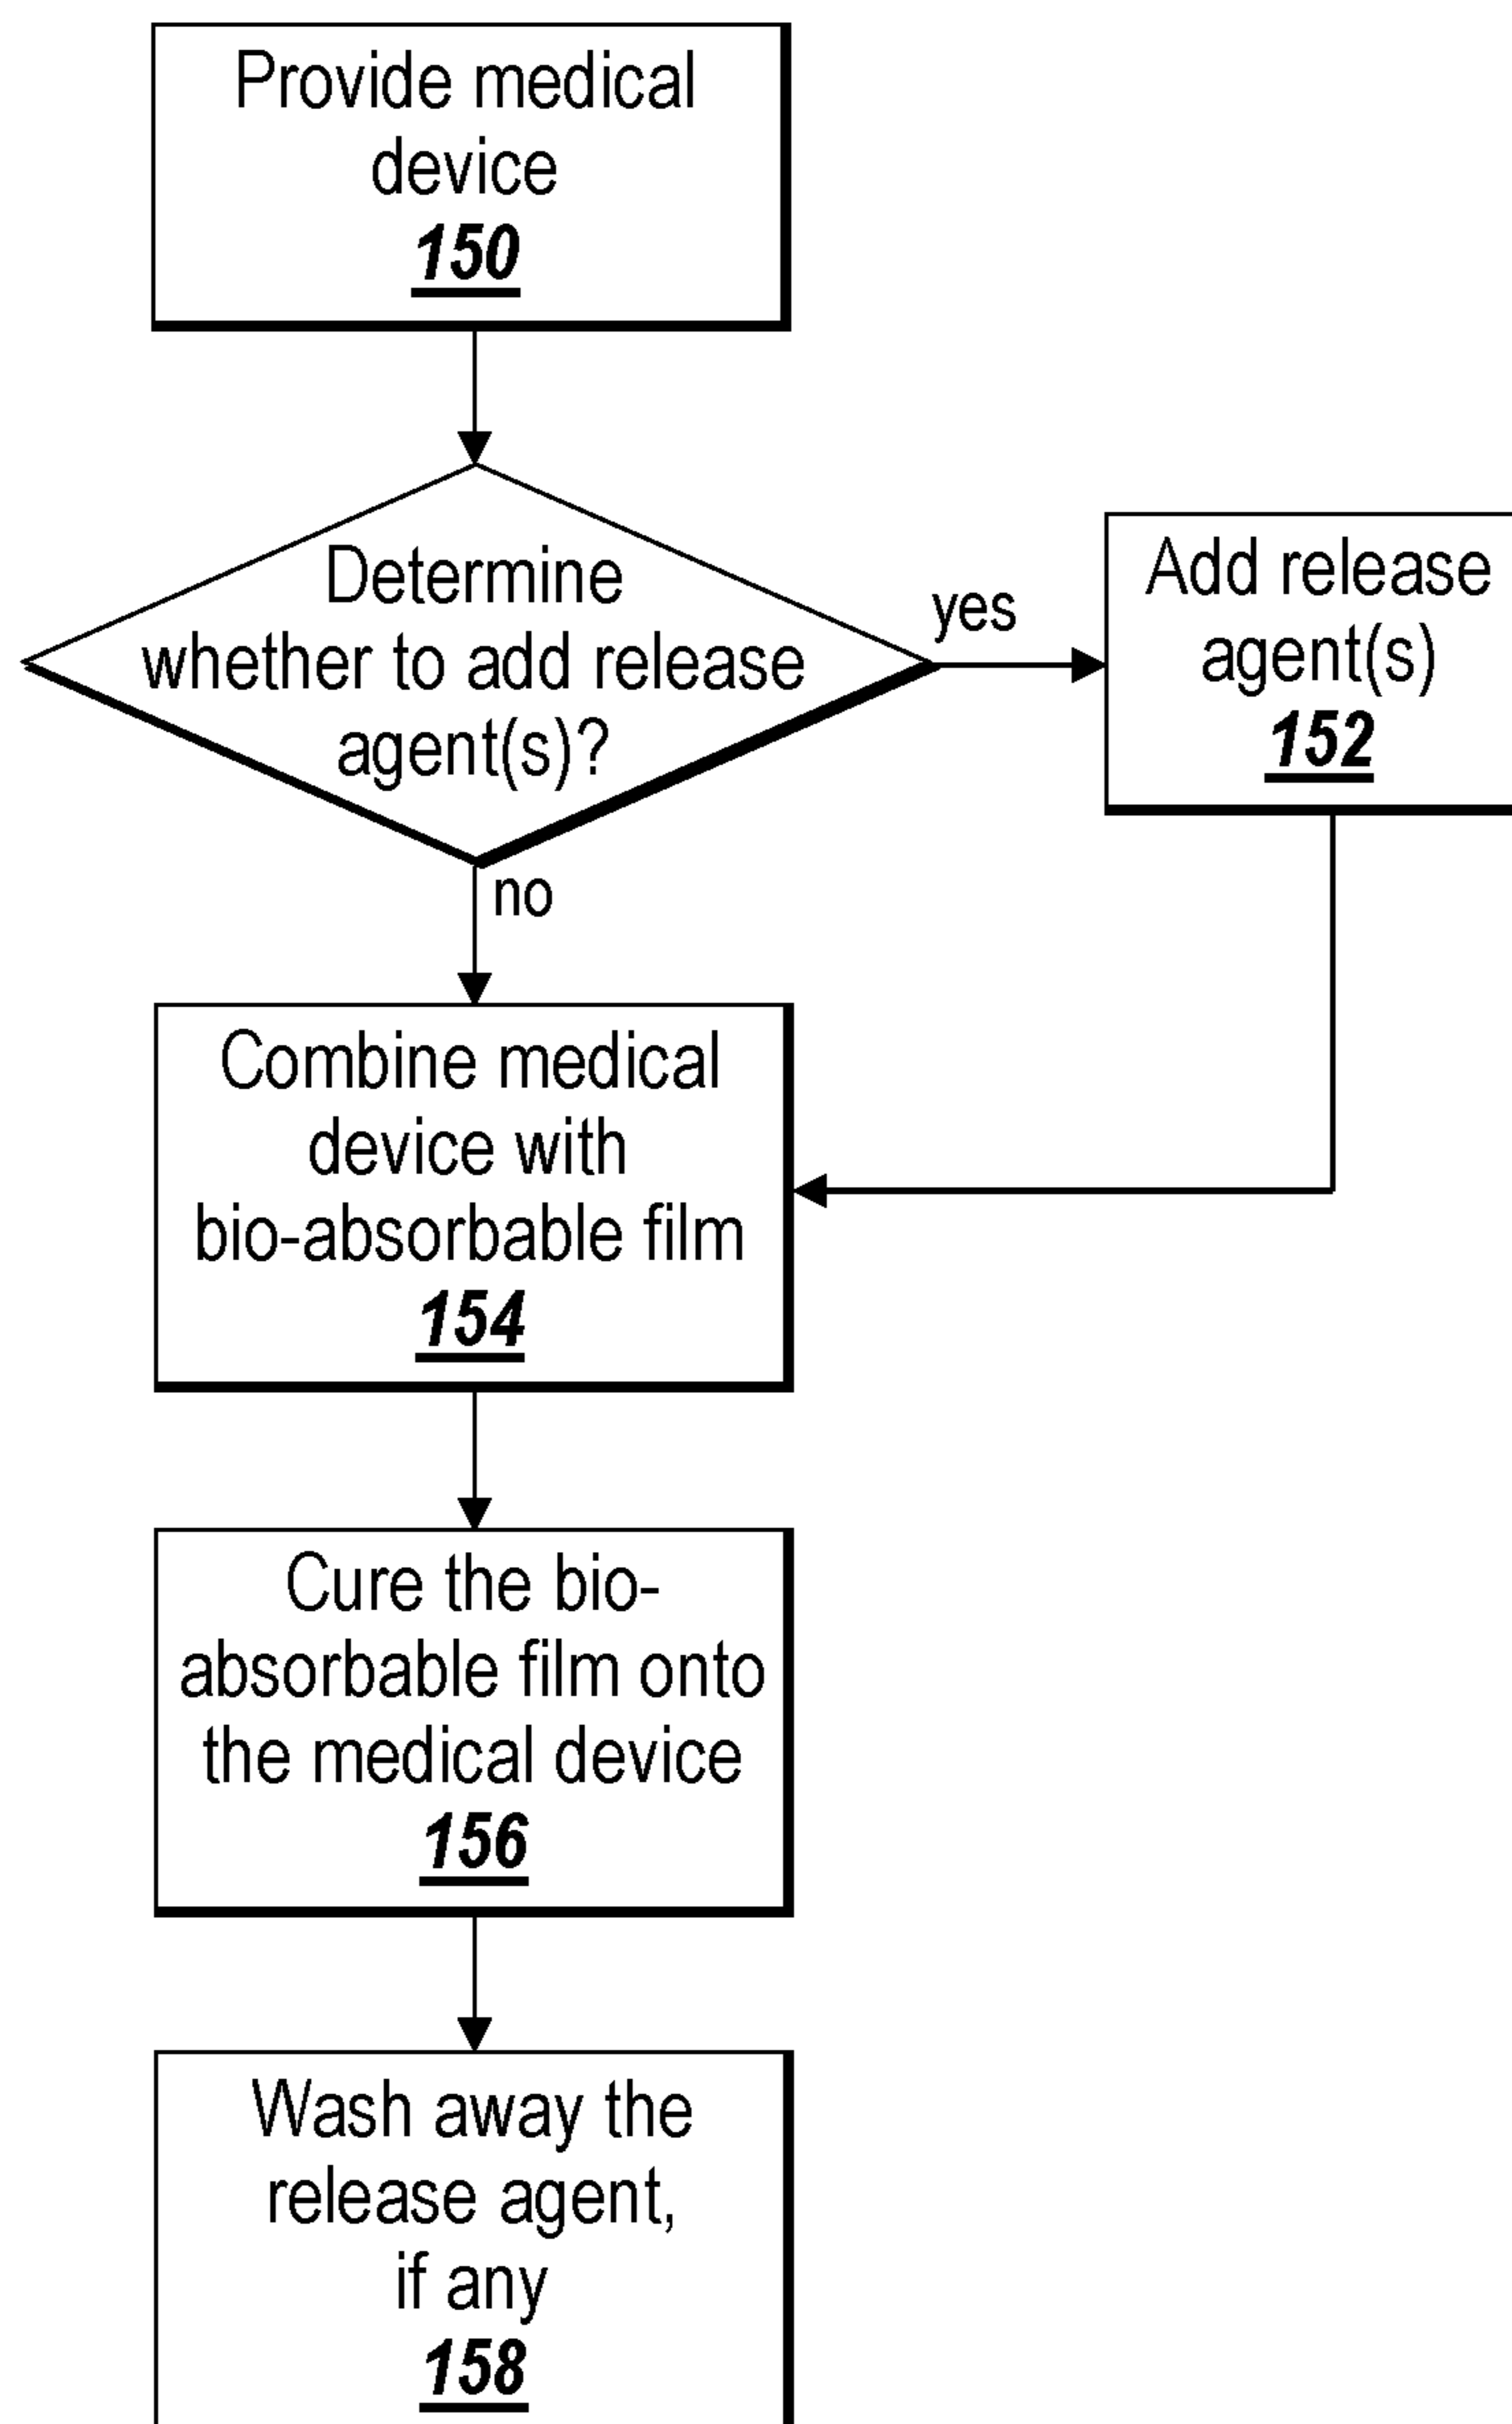 Provide medical
device
150
Determine
whether to add release
agent(s)?
yes
Add release
agent(s)
152
no
Combine medical
device with
bio-absorbable film
154
Cure the bio-
absorbable film onto
the medical device
156
Wash away the
release agent,
if any
158